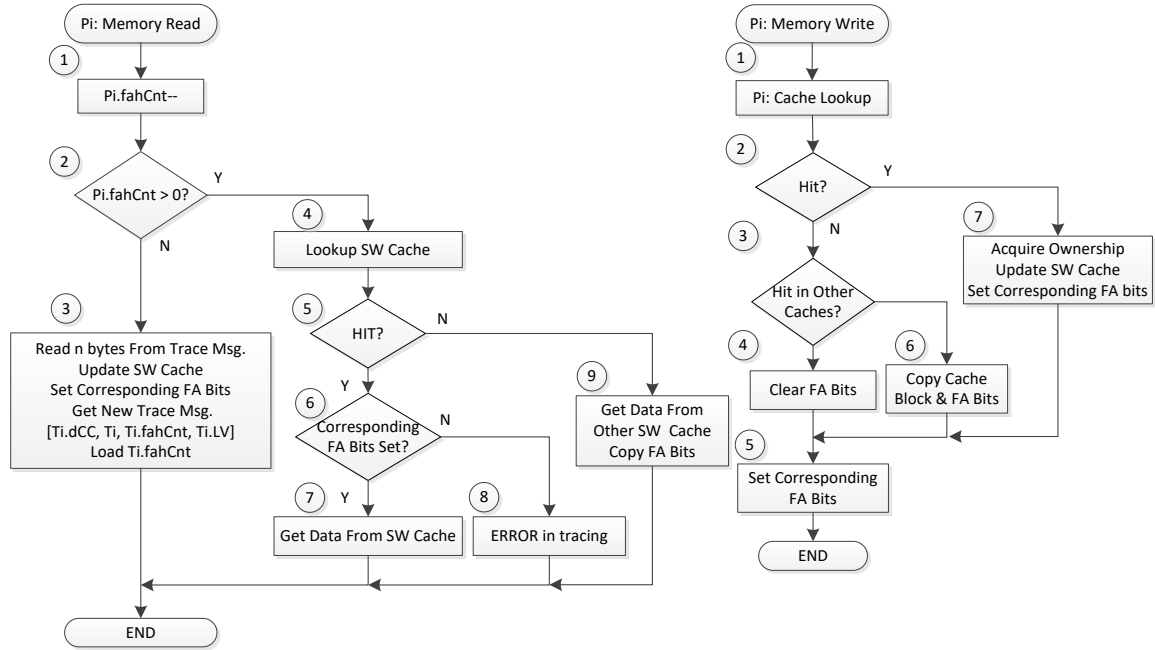 Pi: Memory Read
1
Pi.fahCnt--
2
Pi.fahCnt > 0?
Y
N
3
Read n bytes From Trace Msg.
Update SW Cache
Set Corresponding FA Bits
Get New Trace Msg.
[Ti.dCC, Ti, Ti.fahCnt, Ti.LV]
Load Ti.fahCnt
4
Lookup SW Cache
5
HIT?
N
Y
6
Corresponding
FA Bits Set?
N
Y
7
Get Data From SW Cache
8
ERROR in tracing
9
Get Data From
Other SW Cache
Copy FA Bits
END
Pi: Memory Write
1
Pi: Cache Lookup
2
Hit?
Y
N
3
Hit in Other
Caches?
4
Clear FA Bits
6
Copy Cache
Block & FA Bits
7
Acquire Ownership
Update SW Cache
Set Corresponding FA bits
5
Set Corresponding
FA Bits
END